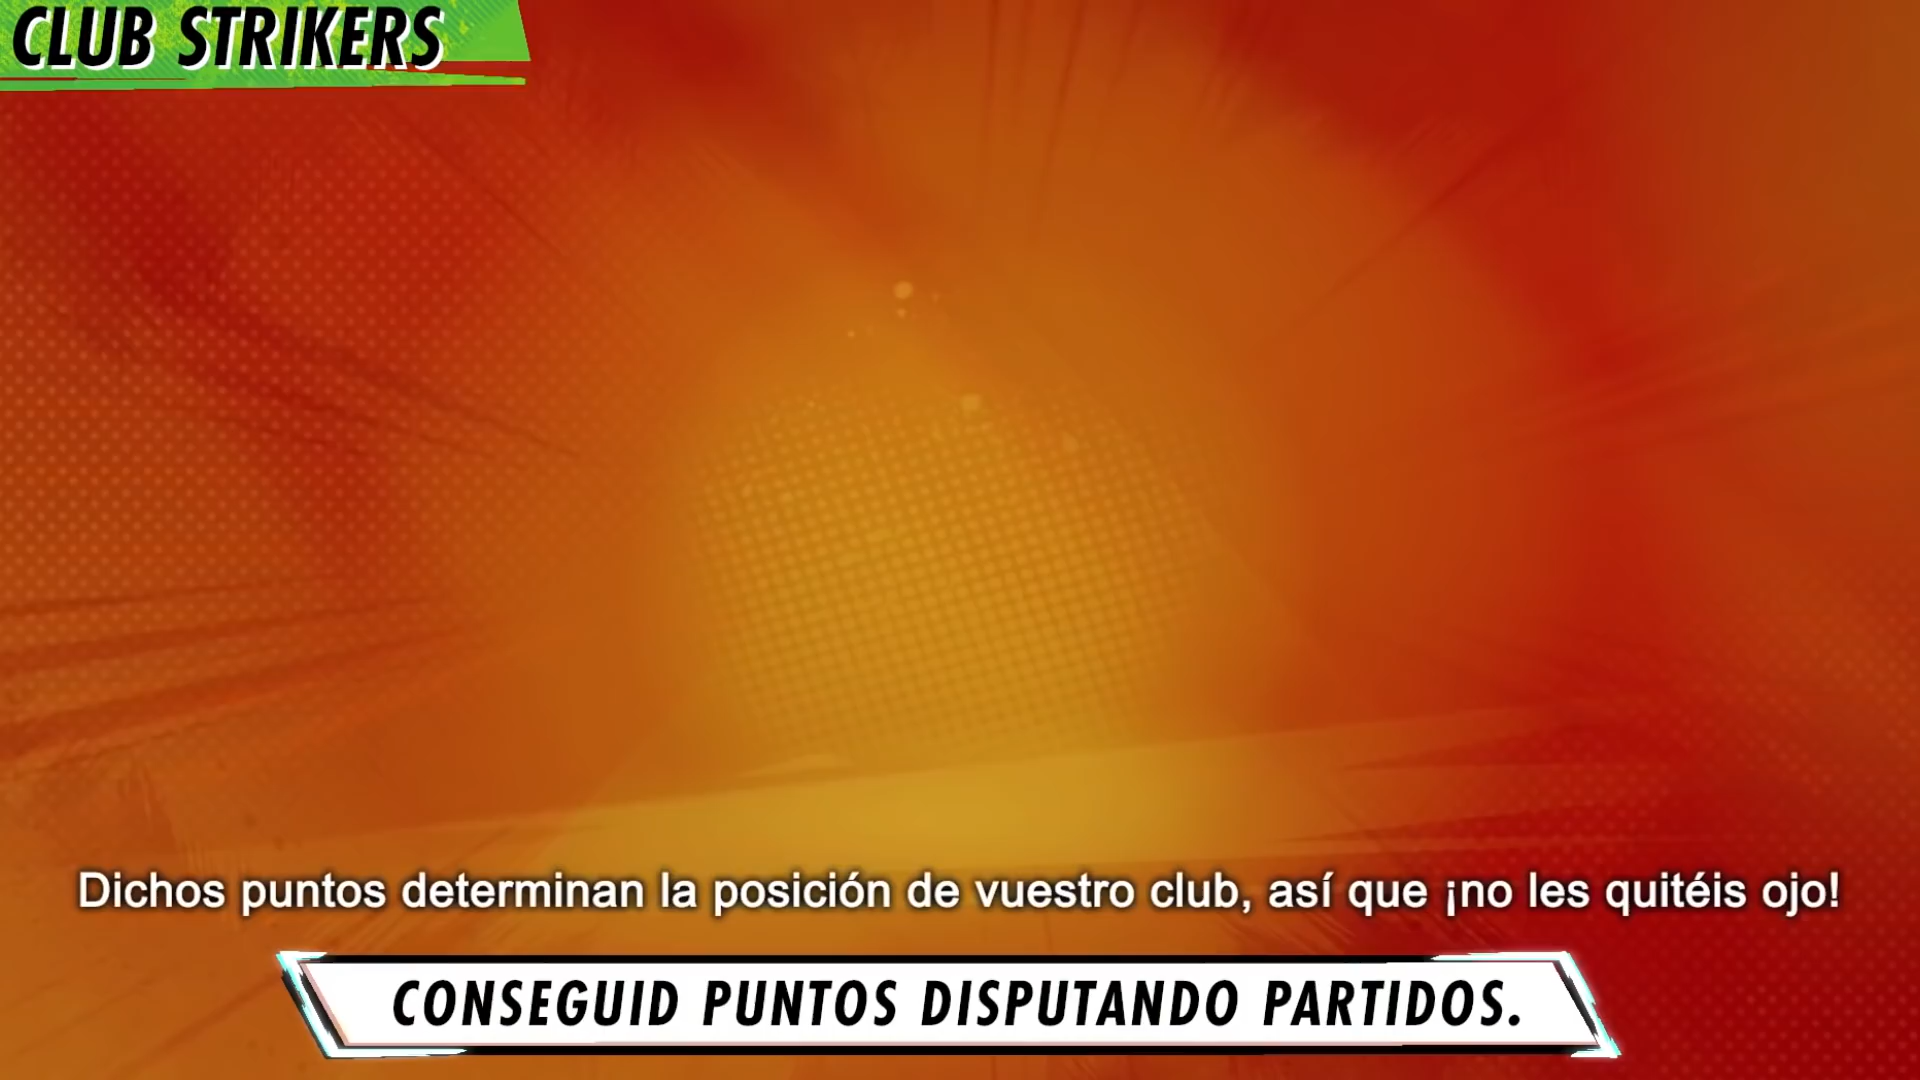 CLUB STRIKERS
Dichos puntos determinan la posición de vuestro club, así que ¡no les quitéis ojo!
CONSEGUID PUNTOS DISPUTANDO PARTIDOS.